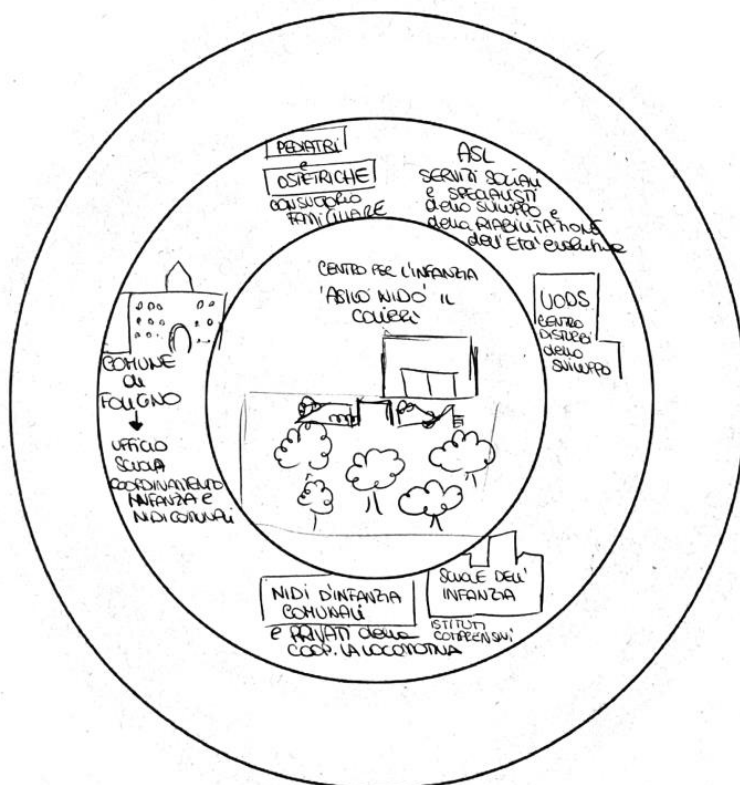 PEDIATRI
e
OSTETRICHE
CONSULTORIO
FAMILIARE
ASL
SERVIZI SOCIALI
e SPECIALISTI
dello SVILUPPO e
della RIABILITAZIONE
dell'ETA' evolutiva
CENTRO PER L'INFANZIA
'ASILO NIDO' IL
COLIBRÌ
UODS
CENTRO
DISTURBI
dello
SVILUPPO
COMUNE
di
FOLIGNO
UFFICIO
SCUOLA
COORDINAMENTO
INFANZIA e
NIDI COMUNALI
NIDI D'INFANZIA
COMUNALI
e PRIVATI della
COOP. LA LOCOMOTIVA
SCUOLE DELL'
INFANZIA
ISTITUTI
COMPRENSIVI